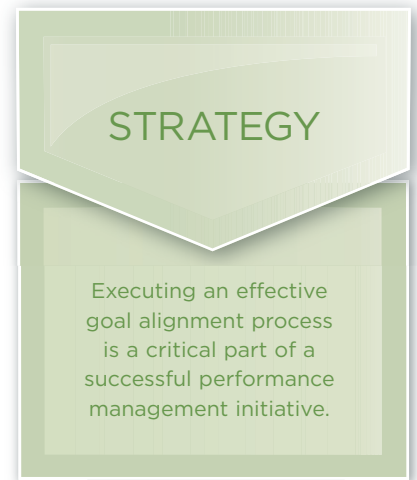 STRATEGY
Executing an effective
goal alignment process
is a critical part of a
successful performance
management initiative.